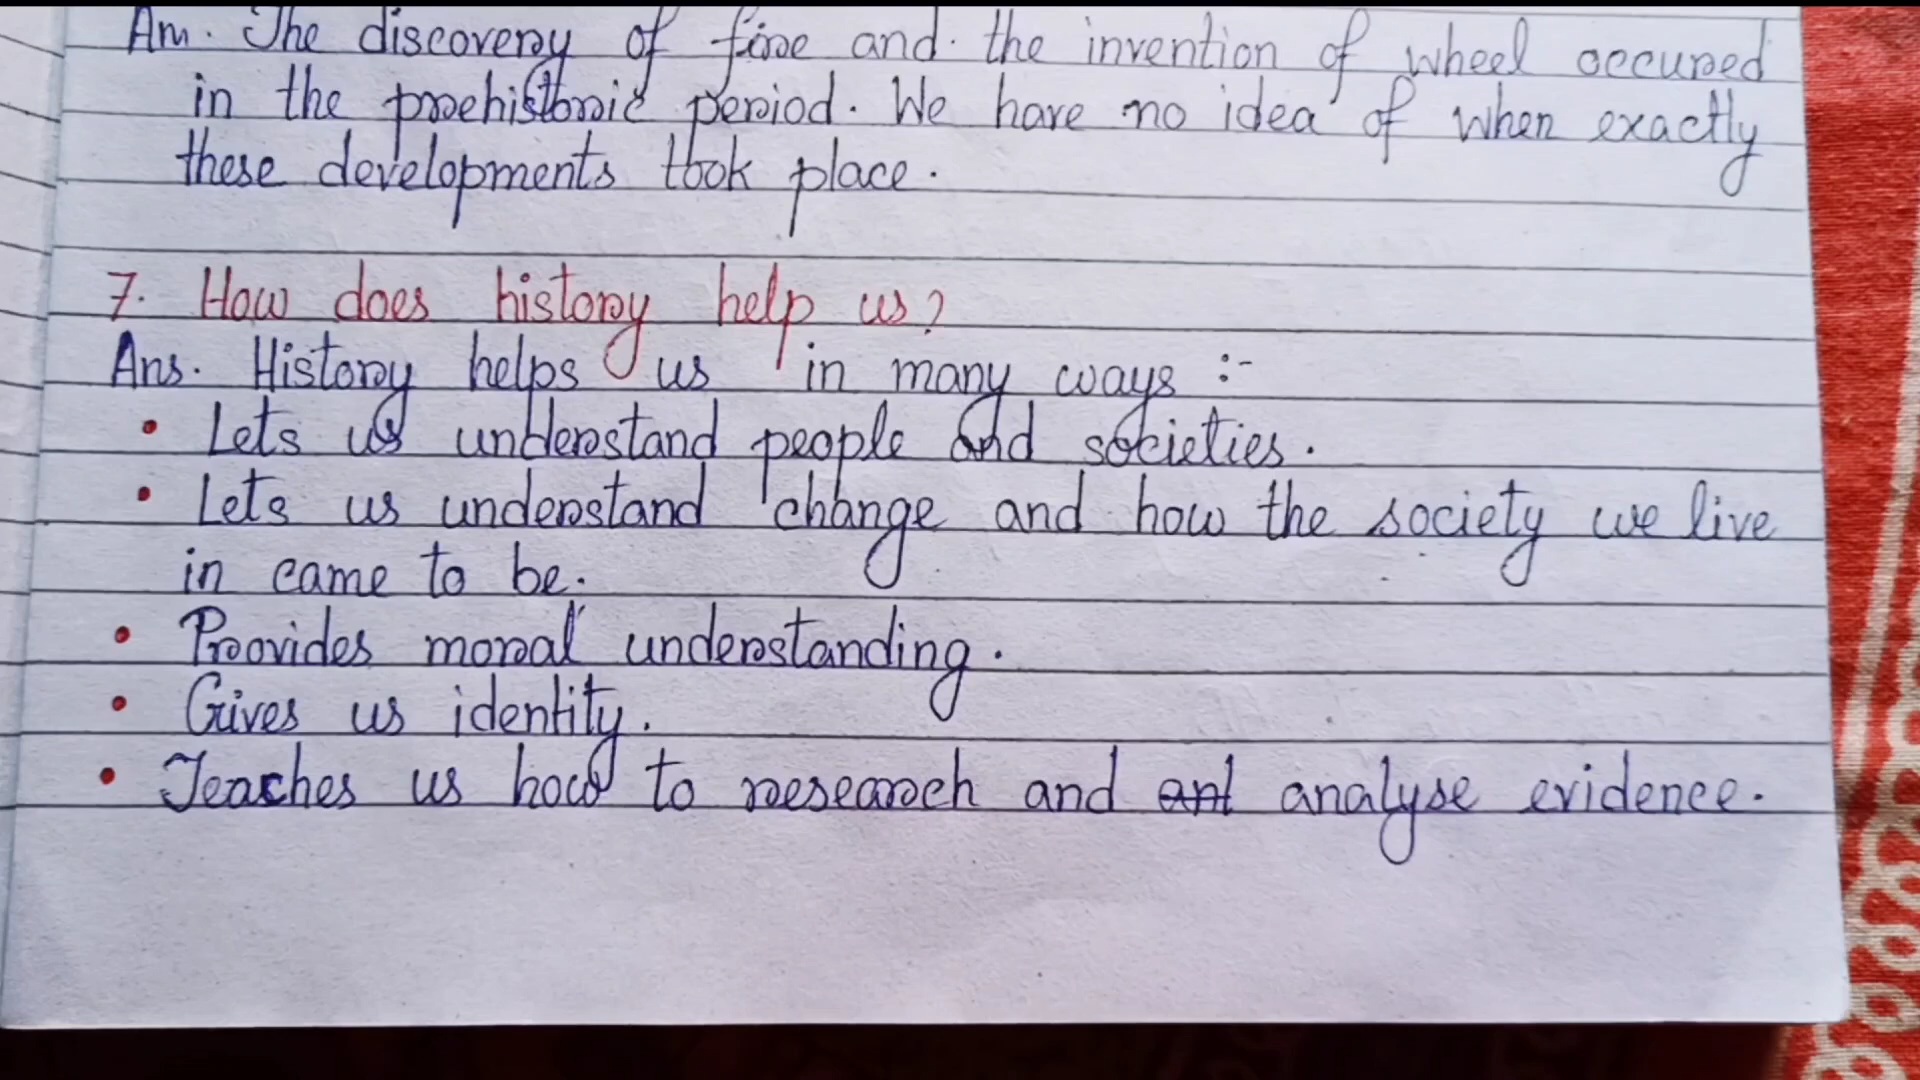 Ans. The discovery of fire and the invention of wheel occured
in the prehistoric period. We have no idea of when exactly
these developments took place.
7. How does history help us?
Ans. History helps us in many ways :-
• Lets us understand people and societies.
• Lets us understand change and how the society we live
in came to be.
• Provides moral understanding.
• Gives us identity.
• Teaches us how to research and analyse evidence.